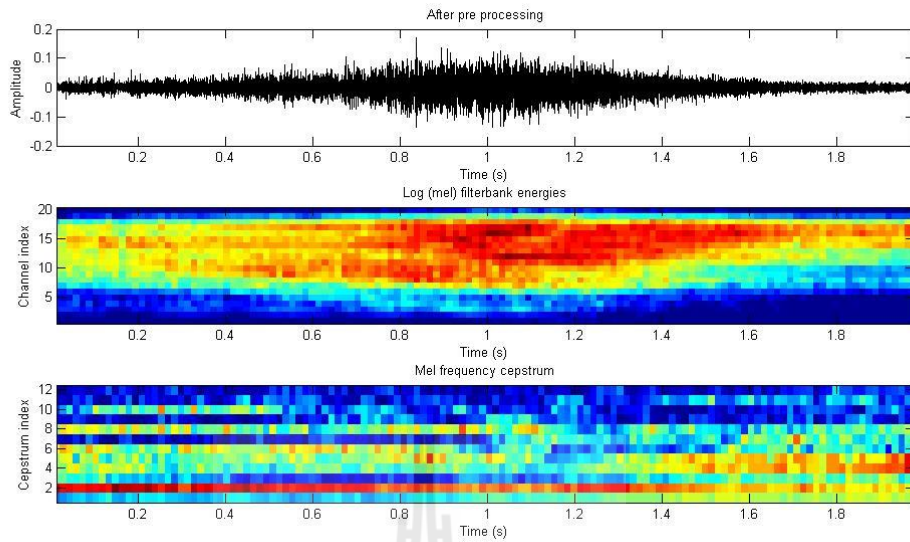 After pre processing
0.2
0.1
0
-0.1
-0.2
Amplitude
0.2 0.4 0.6 0.8 1 1.2 1.4 1.6 1.8
Time (s)
Log (mel) filterbank energies
20
15
10
5
Channel index
0.2 0.4 0.6 0.8 1 1.2 1.4 1.6 1.8
Time (s)
Mel frequency cepstrum
12
10
8
6
4
2
Cepstrum index
0.2 0.4 0.6 0.8 1 1.2 1.4 1.6 1.8
Time (s)